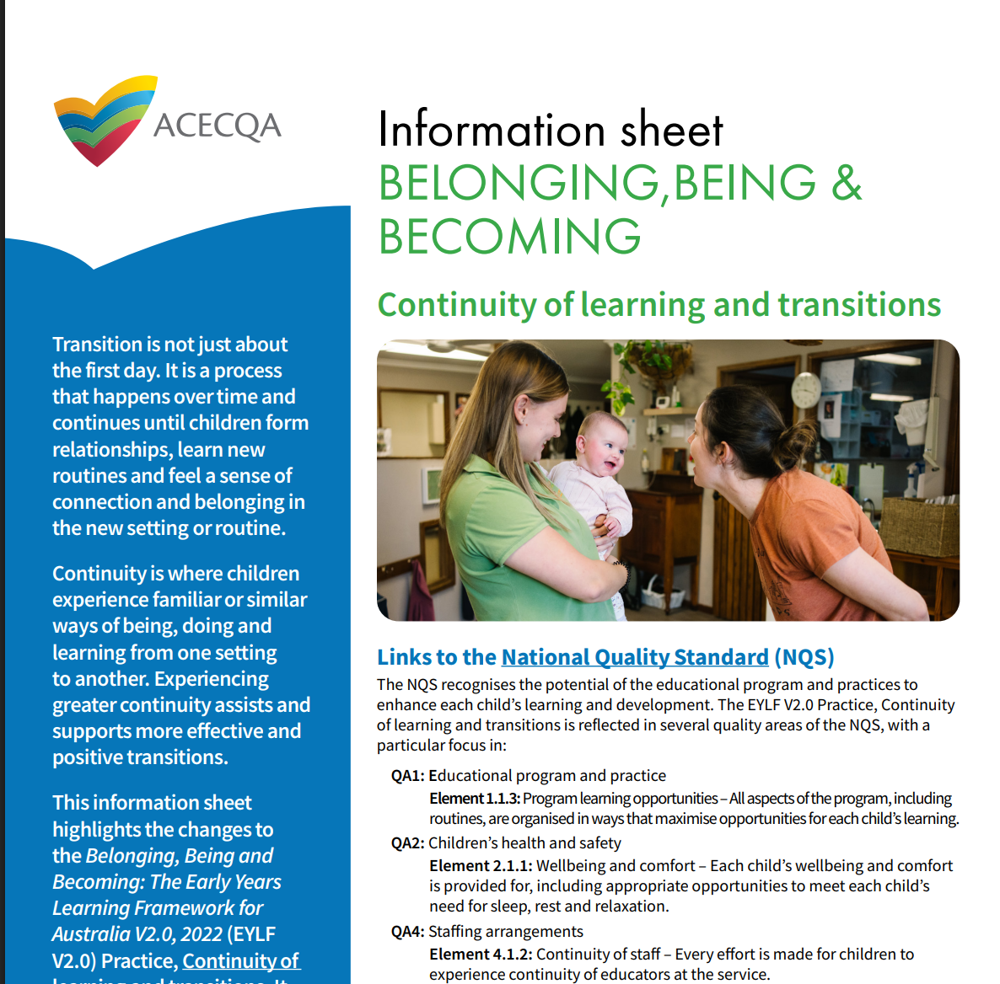 ACECQA
Information sheet
BELONGING, BEING &
BECOMING
Continuity of learning and transitions
Transition is not just about
the first day. It is a process
that happens over time and
continues until children form
relationships, learn new
routines and feel a sense of
connection and belonging in
the new setting or routine.
Continuity is where children
experience familiar or similar
ways of being, doing and
learning from one setting
to another. Experiencing
greater continuity assists and
supports more effective and
positive transitions.
This information sheet
highlights the changes to
the Belonging, Being and
Becoming: The Early Years
Learning Framework for
Australia V2.0, 2022 (EYLF
V2.0) Practice, Continuity of
learning and transitions. It
Links to the National Quality Standard (NQS)
The NQS recognises the potential of the educational program and practices to
enhance each child's learning and development. The EYLF V2.0 Practice, Continuity
of learning and transitions is reflected in several quality areas of the NQS, with a
particular focus in:
QA1: Educational program and practice
Element 1.1.3: Program learning opportunities – All aspects of the program, including
routines, are organised in ways that maximise opportunities for each child's learning.
QA2: Children's health and safety
Element 2.1.1: Wellbeing and comfort – Each child's wellbeing and comfort
is provided for, including appropriate opportunities to meet each child's
need for sleep, rest and relaxation.
QA4: Staffing arrangements
Element 4.1.2: Continuity of staff – Every effort is made for children to
experience continuity of educators at the service.